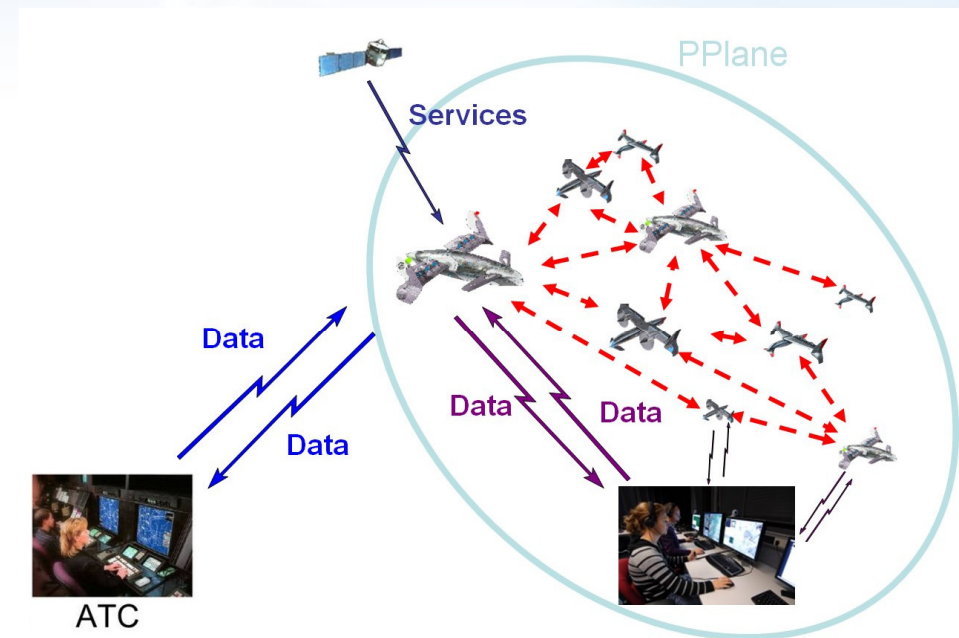 PPlane
Services
Data
Data
Data
Data
ATC